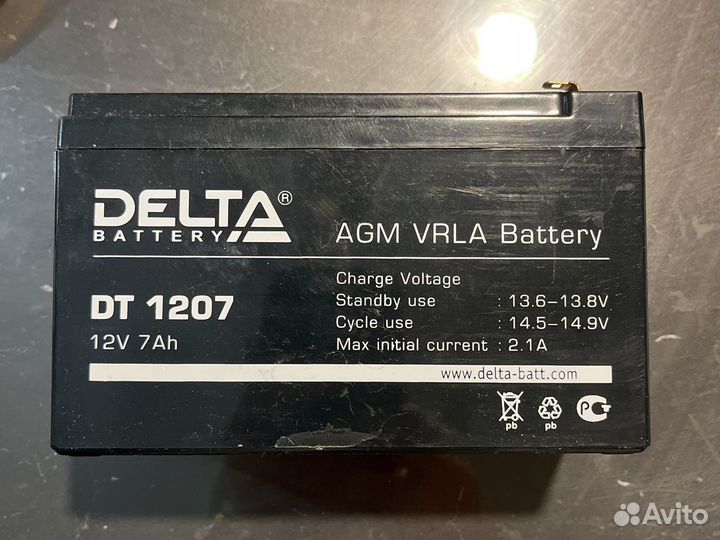 DELTA®
BATTERY
DT 1207
12V 7Ah
AGM VRLA Battery
Charge Voltage
Standby use : 13.6–13.8V
Cycle use : 14.5–14.9V
Max initial current : 2.1A
www.delta-batt.com
pb pb
Avito